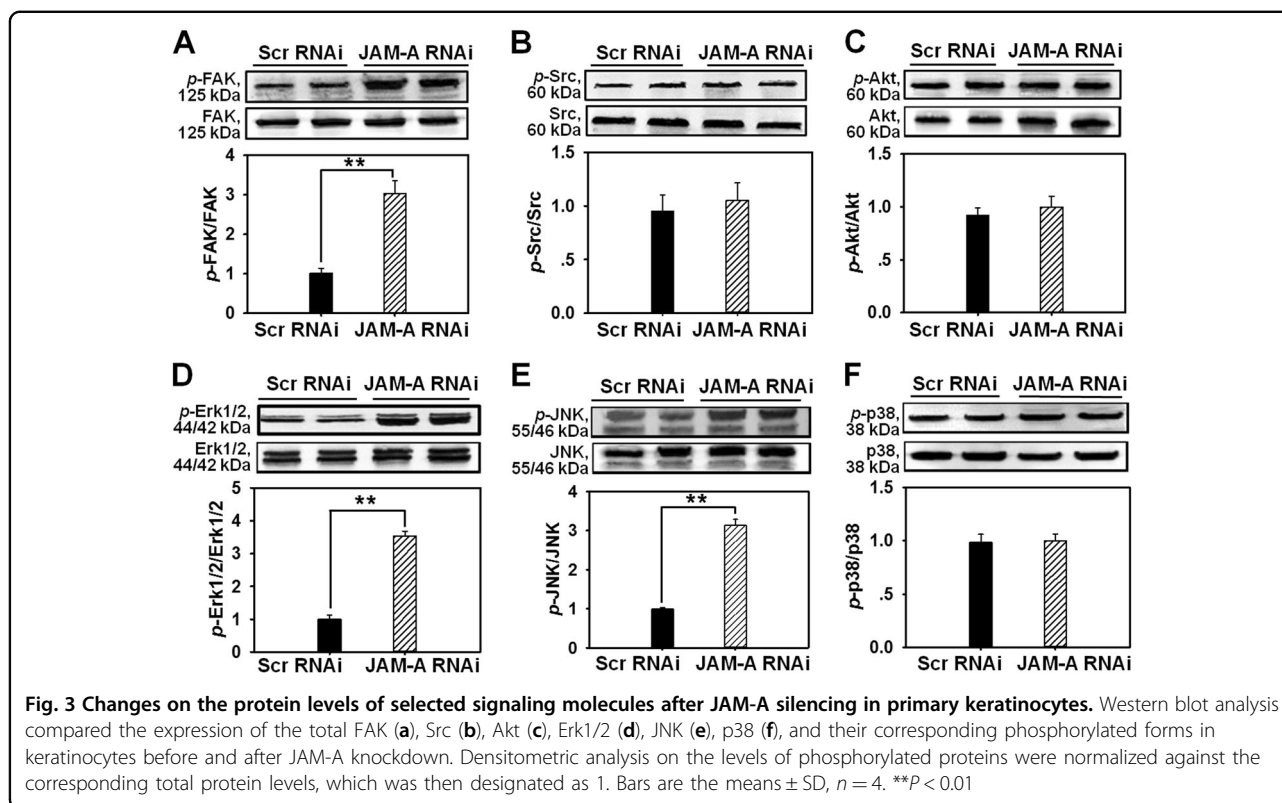 A
Scr RNAi JAM-A RNAi
p-FAK,
125 kDa
FAK,
125 kDa
p-FAK/FAK
4
3
2
1
0
**
Scr RNAi JAM-A RNAi
B
Scr RNAi JAM-A RNAi
p-Src,
60 kDa
Src,
60 kDa
p-Src/Src
1.5
1.0
.5
0.0
Scr RNAi JAM-A RNAi
C
Scr RNAi JAM-A RNAi
p-Akt,
60 kDa
Akt,
60 kDa
p-Akt/Akt
1.5
1.0
.5
0.0
Scr RNAi JAM-A RNAi
D
Scr RNAi JAM-A RNAi
p-Erk1/2,
44/42 kDa
Erk1/2,
44/42 kDa
p-Erk1/2/Erk1/2
5
4
3
2
1
0
**
Scr RNAi JAM-A RNAi
E
Scr RNAi JAM-A RNAi
p-JNK,
55/46 kDa
JNK,
55/46 kDa
p-JNK/JNK
4
3
2
1
0
**
Scr RNAi JAM-A RNAi
F
Scr RNAi JAM-A RNAi
p-p38,
38 kDa
p38,
38 kDa
p-p38/p38
1.5
1.0
.5
0.0
Scr RNAi JAM-A RNAi
Fig. 3 Changes on the protein levels of selected signaling molecules after JAM-A silencing in primary keratinocytes. Western blot analysis
compared the expression of the total FAK (a), Src (b), Akt (c), Erk1/2 (d), JNK (e), p38 (f), and their corresponding phosphorylated forms in
keratinocytes before and after JAM-A knockdown. Densitometric analysis on the levels of phosphorylated proteins were normalized against the
corresponding total protein levels, which was then designated as 1. Bars are the means ± SD, n = 4. **P < 0.01